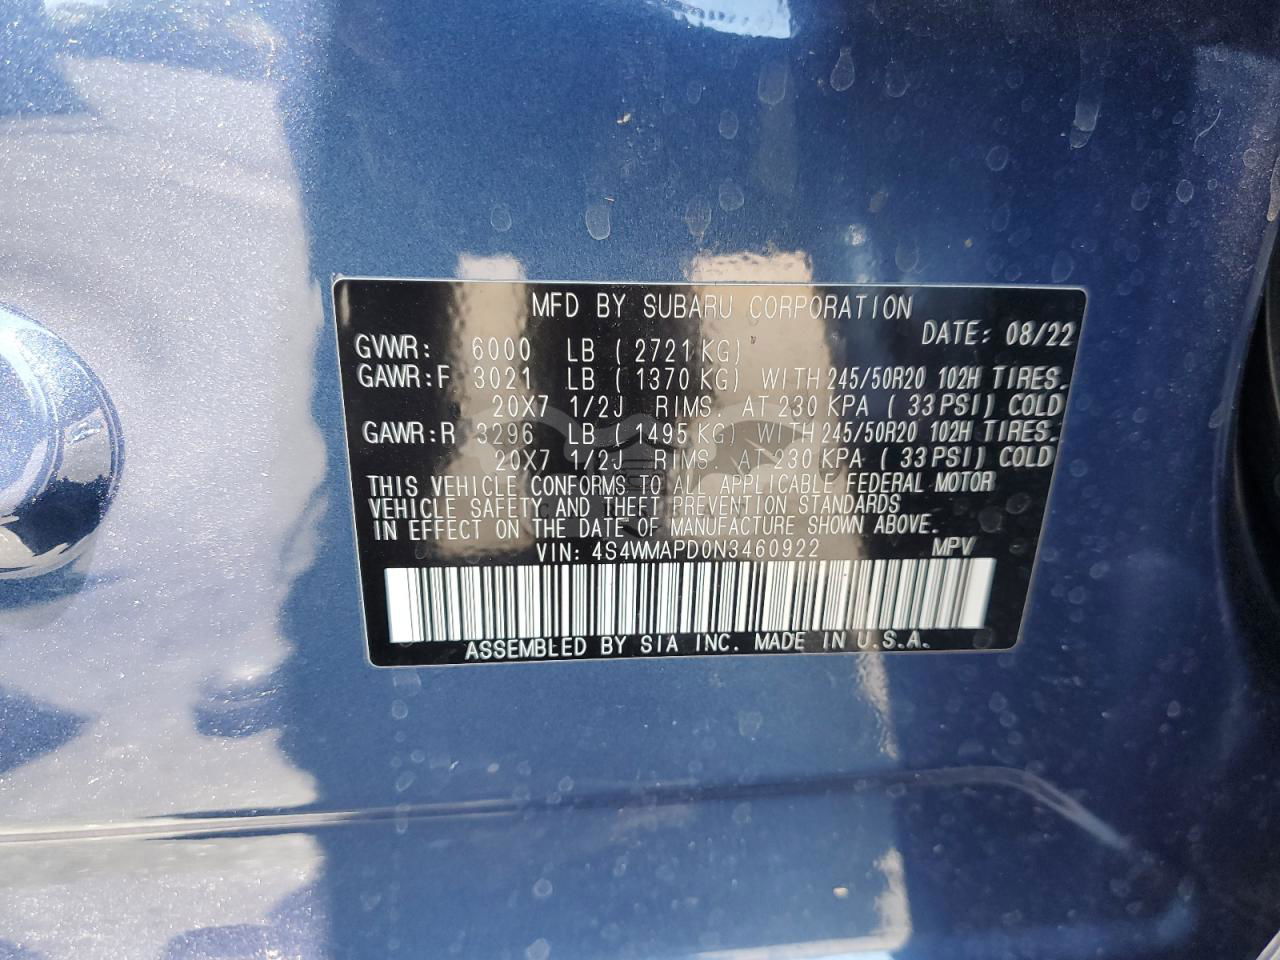 MFD BY SUBARU CORPORATION
DATE: 08/22
GVWR: 6000 LB ( 2721 KG)
GAWR:F 3021 LB ( 1370 KG) WITH 245/50R20 102H TIRES.
20X7 1/2J RIMS. AT 230 KPA ( 33 PSI) COLD
GAWR:R 3296 LB ( 1495 KG) WITH 245/50R20 102H TIRES.
20X7 1/2J RIMS. AT 230 KPA ( 33 PSI) COLD
THIS VEHICLE CONFORMS TO ALL APPLICABLE FEDERAL MOTOR
VEHICLE SAFETY AND THEFT PREVENTION STANDARDS
IN EFFECT ON THE DATE OF MANUFACTURE SHOWN ABOVE.
VIN: 4S4WMAPD0N3460922 MPV
ASSEMBLED BY SIA INC. MADE IN U.S.A.